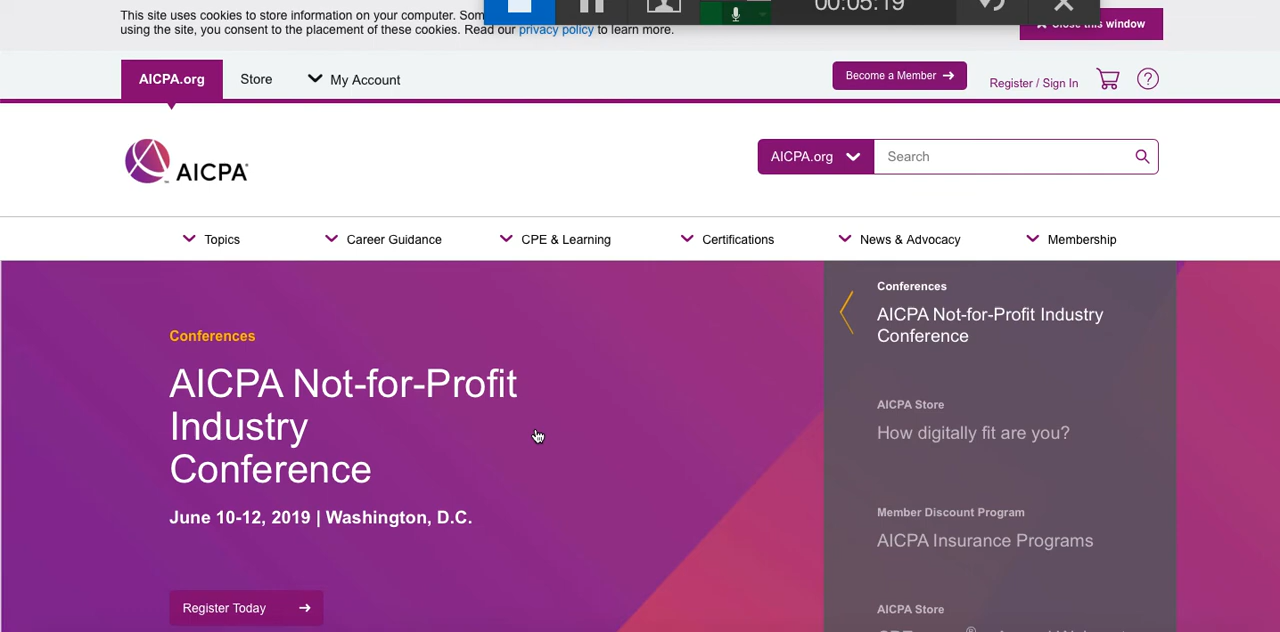 This site uses cookies to store information on your computer. Som
using the site, you consent to the placement of these cookies. Read our privacy policy to learn more.
00:05:19
Close this window
AICPA.org
Store
My Account
Become a Member
Register / Sign In
AICPA
AICPA.org
Search
Topics
Career Guidance
CPE & Learning
Certifications
News & Advocacy
Membership
Conferences
AICPA Not-for-Profit
Industry
Conference
June 10-12, 2019 | Washington, D.C.
Register Today
Conferences
AICPA Not-for-Profit Industry
Conference
AICPA Store
How digitally fit are you?
Member Discount Program
AICPA Insurance Programs
AICPA Store